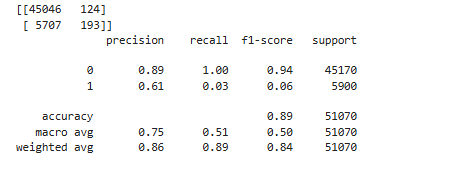 [[45046 124]
[ 5707 193]]
precision recall f1-score support
0 0.89 1.00 0.94 45170
1 0.61 0.03 0.06 5900
accuracy 0.89 51070
macro avg 0.75 0.51 0.50 51070
weighted avg 0.86 0.89 0.84 51070